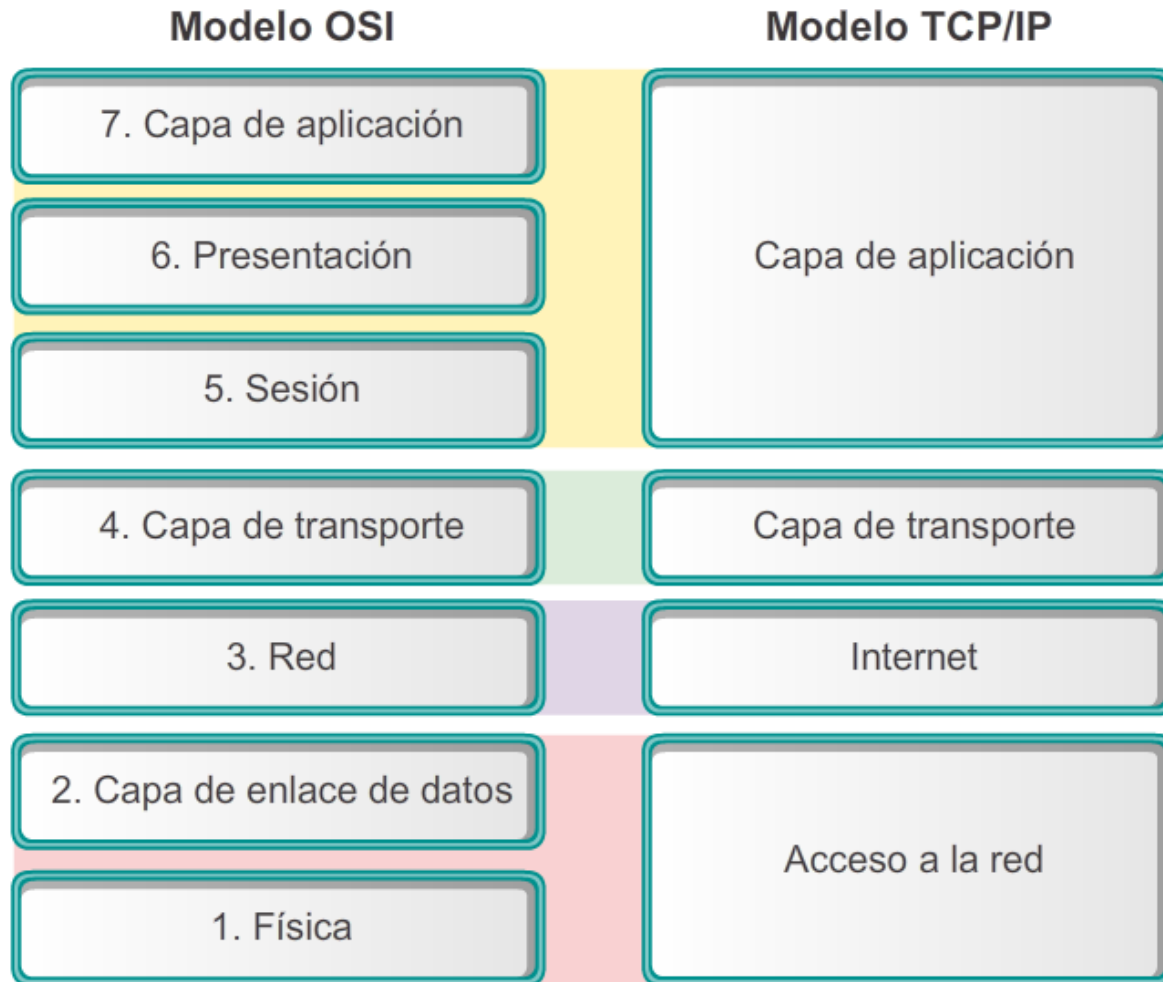 Modelo OSI
Modelo TCP/IP
7. Capa de aplicación
6. Presentación
5. Sesión
Capa de aplicación
4. Capa de transporte
Capa de transporte
3. Red
Internet
2. Capa de enlace de datos
1. Física
Acceso a la red